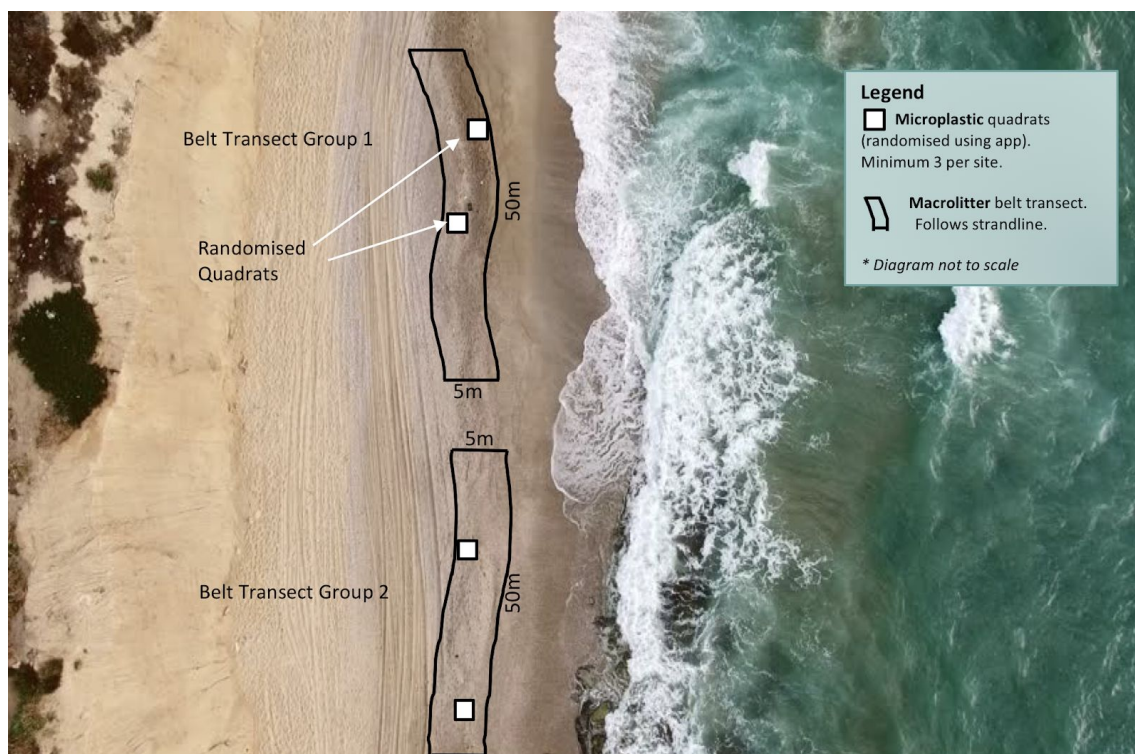 Belt Transect Group 1
50m
Randomised
Quadrats
5m
5m
Belt Transect Group 2
50m
Legend
Microplastic quadrats
(randomised using app).
Minimum 3 per site.
Macrolitter belt transect.
Follows strandline.
* Diagram not to scale